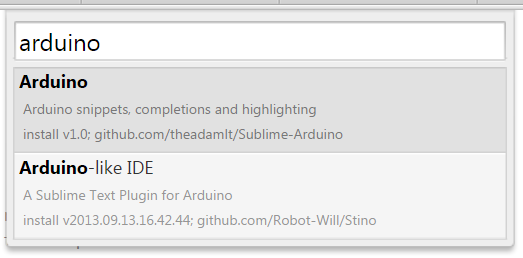 arduino
Arduino
Arduino snippets, completions and highlighting
install v1.0; github.com/theadamlt/Sublime-Arduino
Arduino-like IDE
A Sublime Text Plugin for Arduino
install v2013.09.13.16.42.44; github.com/Robot-Will/Stino